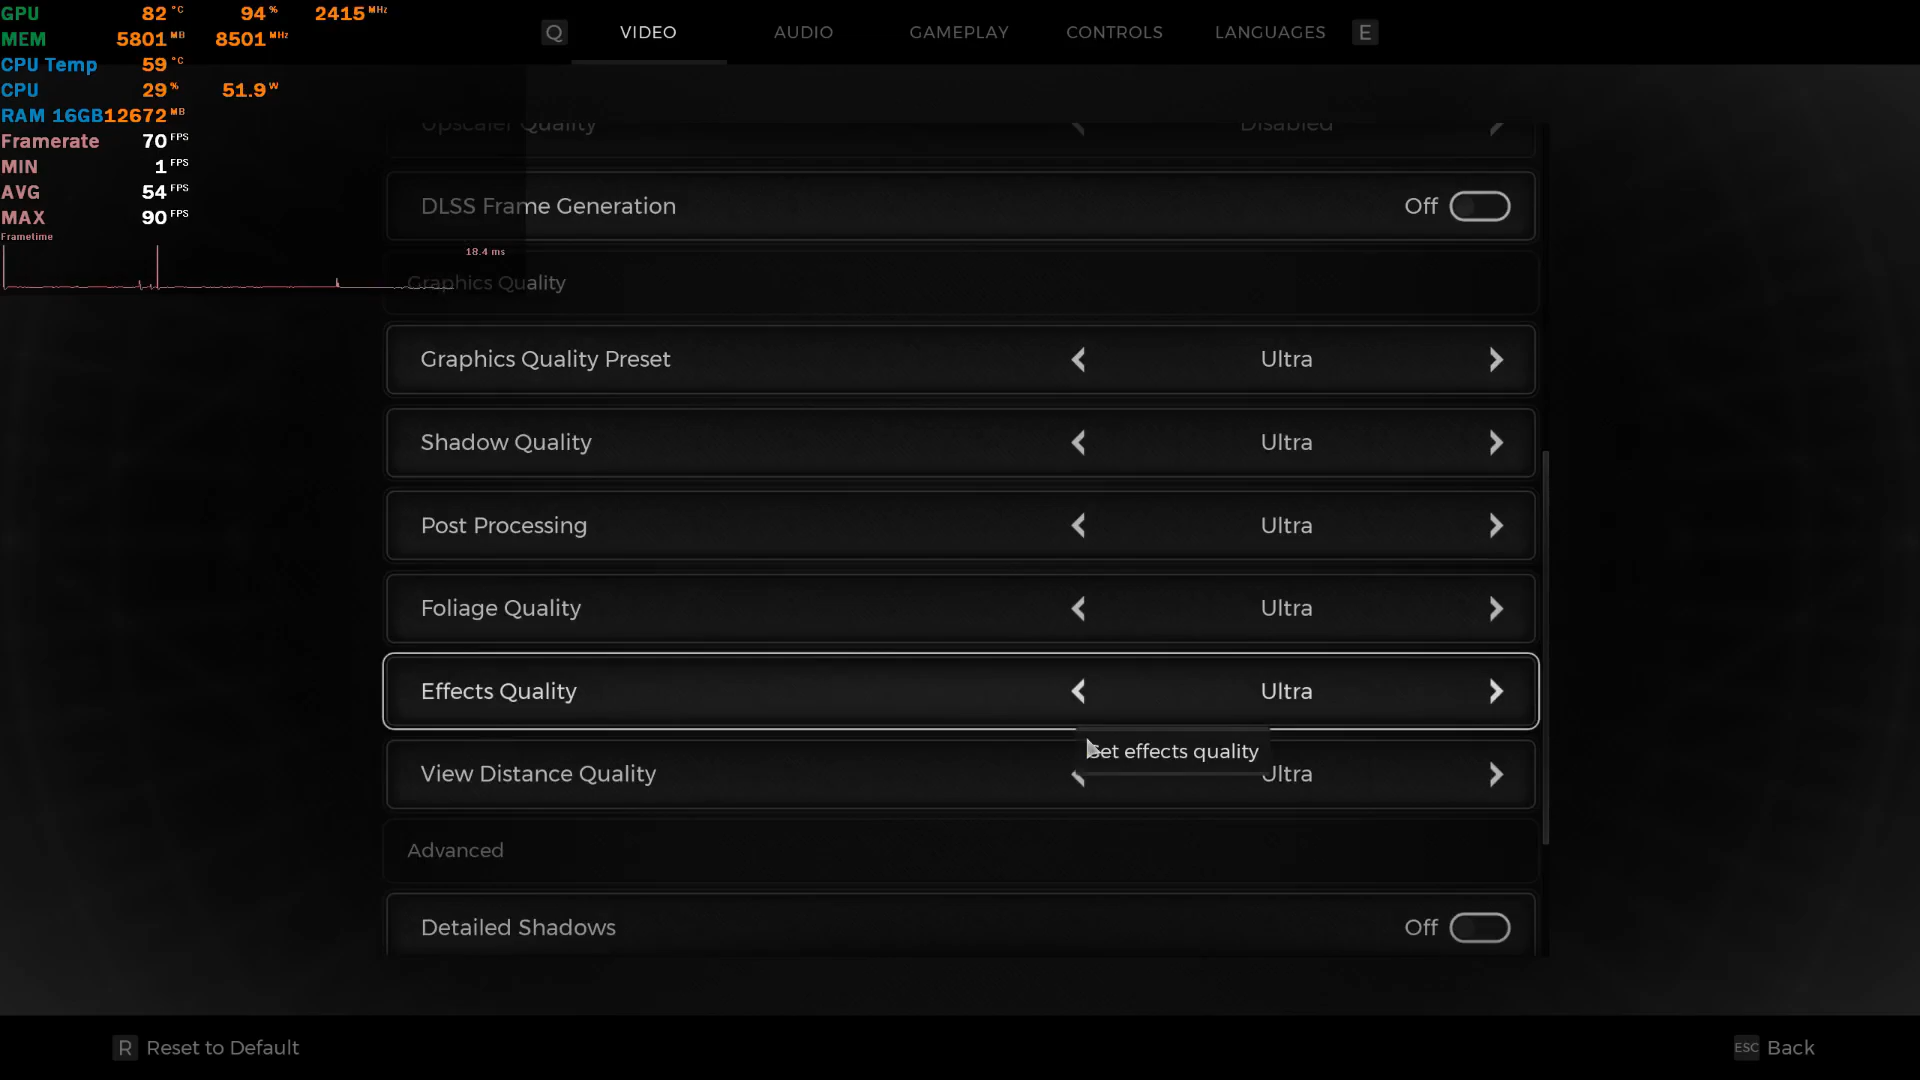 GPU 82 °C 94 % 2415 MHz
MEM 5801 MB 8501 MHz
CPU Temp 59 °C
CPU 29 % 51.9 W
RAM 16GB 12672 MB
Framerate 70 FPS
MIN 1 FPS
AVG 54 FPS
MAX 90 FPS
Frametime
18.4 ms
Q VIDEO AUDIO GAMEPLAY CONTROLS LANGUAGES E
Upscaler Quality Disabled
DLSS Frame Generation Off
Graphics Quality
Graphics Quality Preset Ultra
Shadow Quality Ultra
Post Processing Ultra
Foliage Quality Ultra
Effects Quality Ultra
Set effects quality
View Distance Quality Ultra
Advanced
Detailed Shadows Off
R Reset to Default
ESC Back